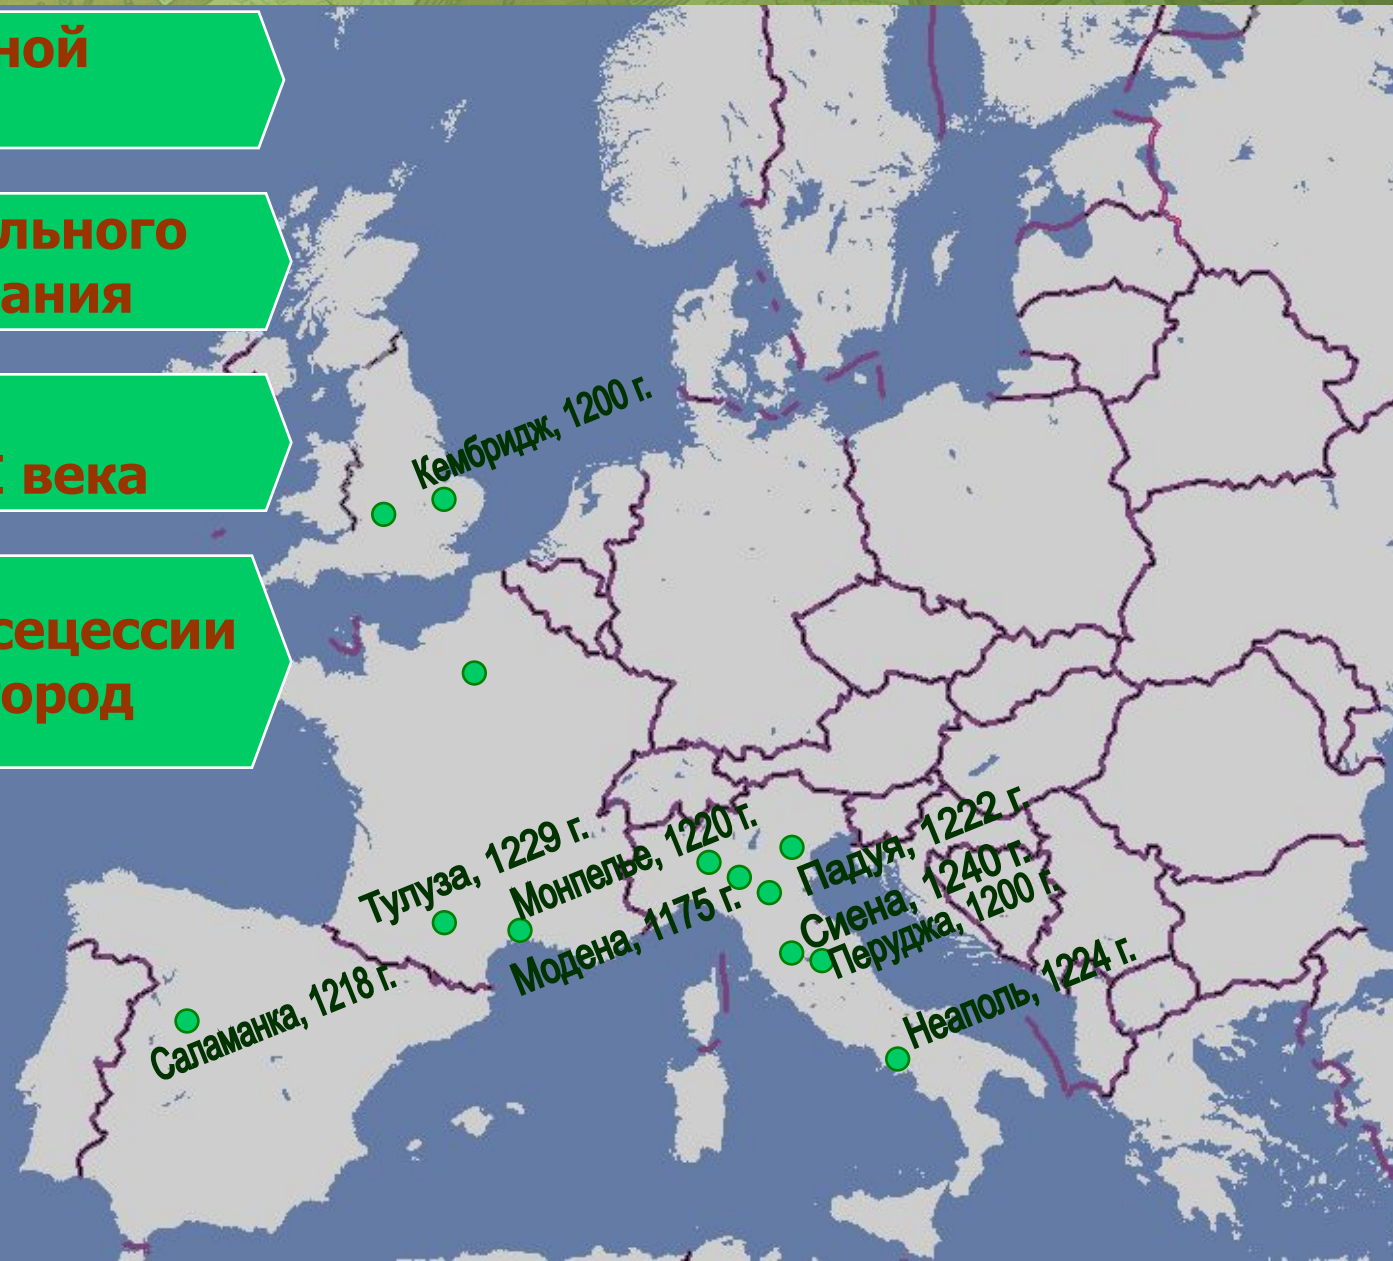 ной
льного
ания
века
сецессии
город
Кембридж, 1200 г.
Тулуза, 1229 г.
Монпелье, 1220 г.
Модена, 1175 г.
Падуя, 1222 г.
Сиена, 1240 г.
Перуджа, 1200 г.
Неаполь, 1224 г.
Саламанка, 1218 г.